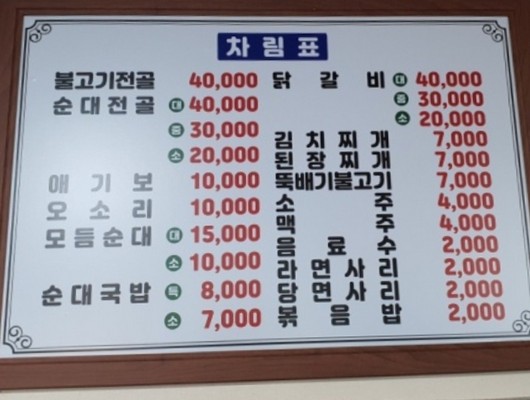 차림표
불고기전골 40,000
순대전골 대 40,000
중 30,000
소 20,000
애기보 10,000
오소리 10,000
모듬순대 대 15,000
소 10,000
순대국밥 특 8,000
소 7,000
닭갈비 대 40,000
중 30,000
소 20,000
김치찌개 7,000
된장찌개 7,000
뚝배기불고기 7,000
소주 4,000
맥주 4,000
음료수 2,000
라면사리 2,000
당면사리 2,000
볶음밥 2,000